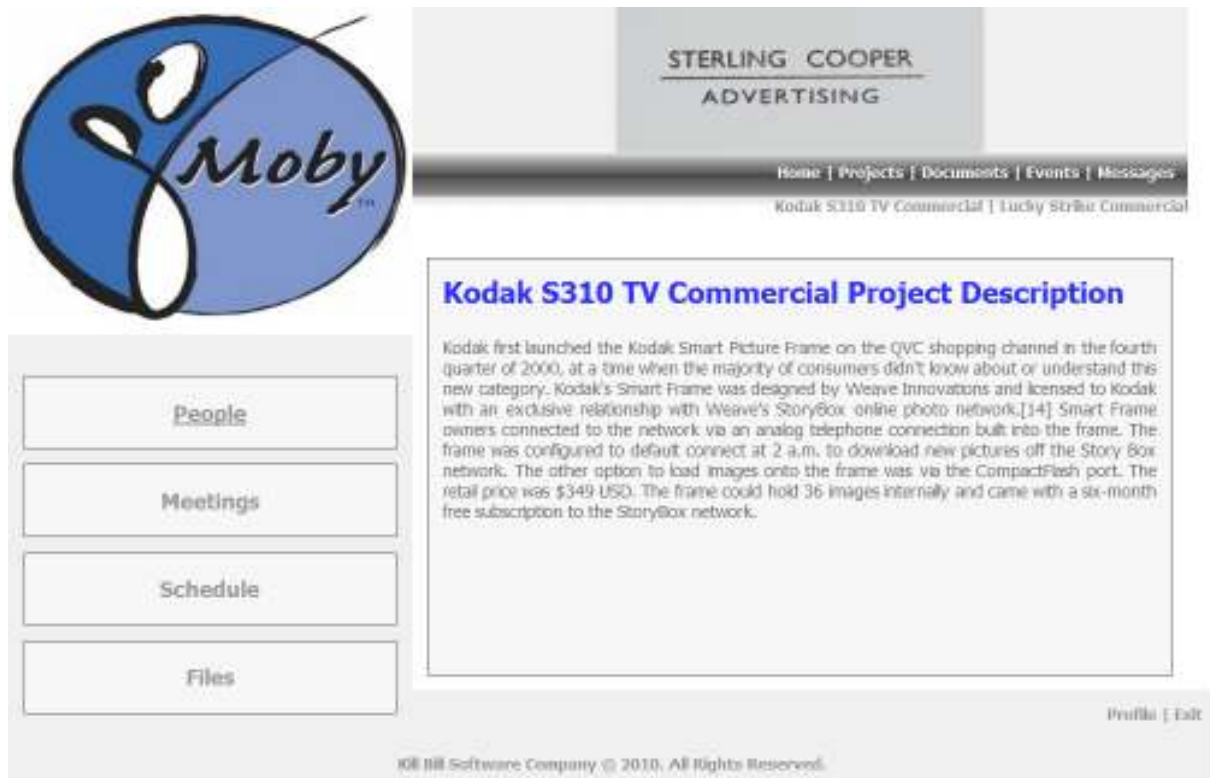 Moby
TM
STERLING COOPER
ADVERTISING
Home | Projects | Documents | Events | Messages
Kodak S310 TV Commercial | Lucky Strike Commercial
Kodak S310 TV Commercial Project Description
Kodak first launched the Kodak Smart Picture Frame on the QVC shopping channel in the fourth
quarter of 2000, at a time when the majority of consumers didn't know about or understand this
new category. Kodak's Smart Frame was designed by Weave Innovations and licensed to Kodak
with an exclusive relationship with Weave's StoryBox online photo network.[14] Smart Frame
owners connected to the network via an analog telephone connection built into the frame. The
frame was configured to default connect at 2 a.m. to download new pictures off the Story Box
network. The other option to load images onto the frame was via the CompactFlash port. The
retail price was $349 USD. The frame could hold 36 images internally and came with a six-month
free subscription to the StoryBox network.
People
Meetings
Schedule
Files
Profile | Exit
Kill Bill Software Company © 2010. All Rights Reserved.